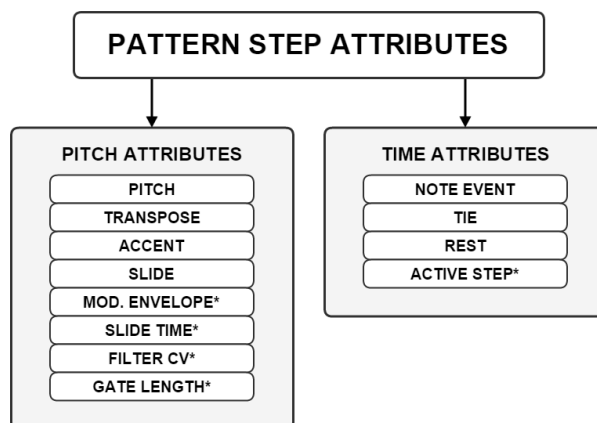 PATTERN STEP ATTRIBUTES
PITCH ATTRIBUTES
PITCH
TRANSPOSE
ACCENT
SLIDE
MOD. ENVELOPE*
SLIDE TIME*
FILTER CV*
GATE LENGTH*
TIME ATTRIBUTES
NOTE EVENT
TIE
REST
ACTIVE STEP*